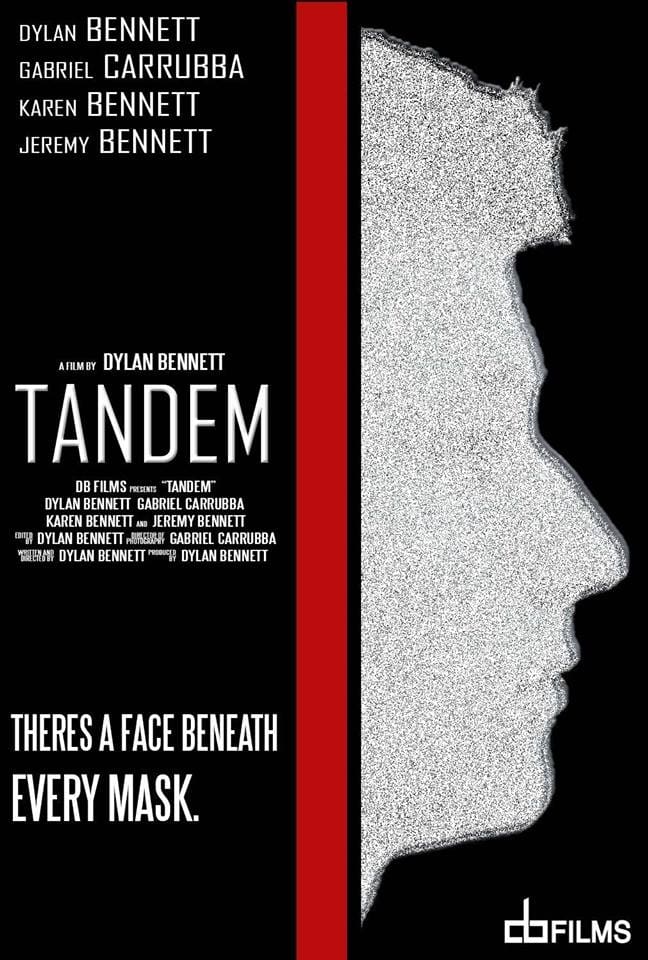 DYLAN BENNETT
GABRIEL CARRUBBA
KAREN BENNETT
JEREMY BENNETT
A FILM BY DYLAN BENNETT
TANDEM
DB FILMS PRESENTS "TANDEM"
DYLAN BENNETT GABRIEL CARRUBBA
KAREN BENNETT AND JEREMY BENNETT
EDITED BY DYLAN BENNETT DIRECTOR OF PHOTOGRAPHY GABRIEL CARRUBBA
WRITTEN AND DIRECTED BY DYLAN BENNETT PRODUCED BY DYLAN BENNETT
THERES A FACE BENEATH
EVERY MASK.
db FILMS